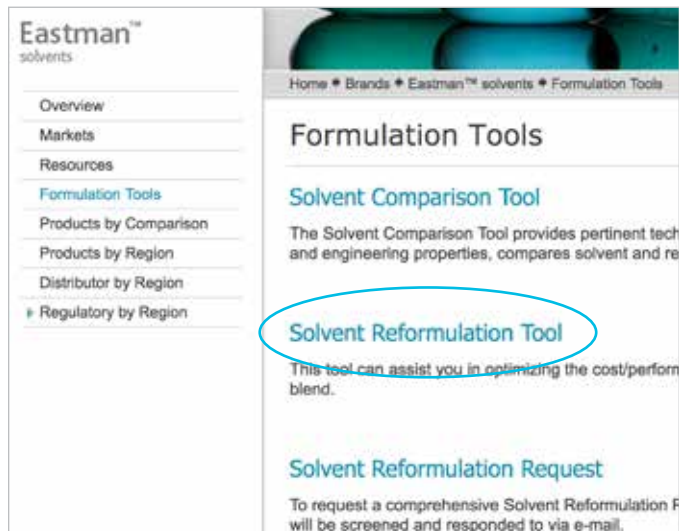 Eastman™
solvents
Overview
Markets
Resources
Formulation Tools
Products by Comparison
Products by Region
Distributor by Region
Regulatory by Region
Home Brands Eastman™ solvents Formulation Tools
Formulation Tools
Solvent Comparison Tool
The Solvent Comparison Tool provides pertinent tech
and engineering properties, compares solvent and re
Solvent Reformulation Tool
This tool can assist you in optimizing the cost/perform
blend.
Solvent Reformulation Request
To request a comprehensive Solvent Reformulation
will be screened and responded to via e-mail.